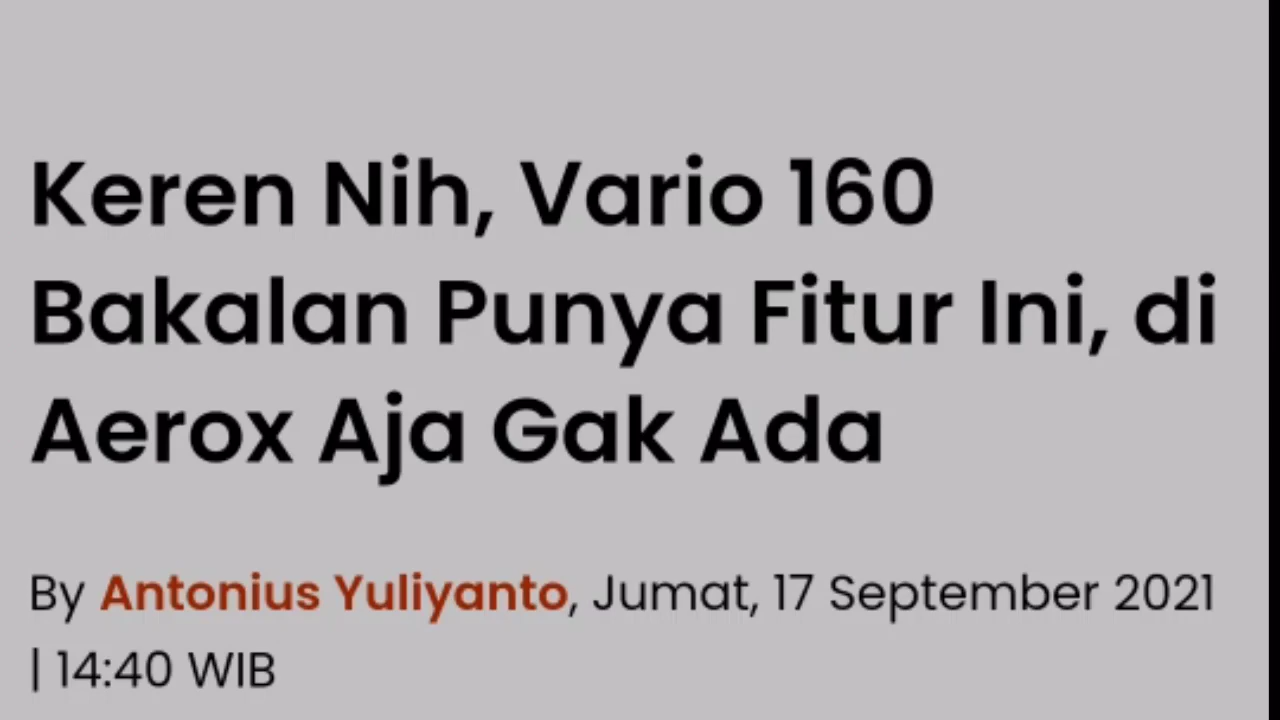 Keren Nih, Vario 160
Bakalan Punya Fitur Ini, di
Aerox Aja Gak Ada
By Antonius Yuliyanto, Jumat, 17 September 2021
| 14:40 WIB